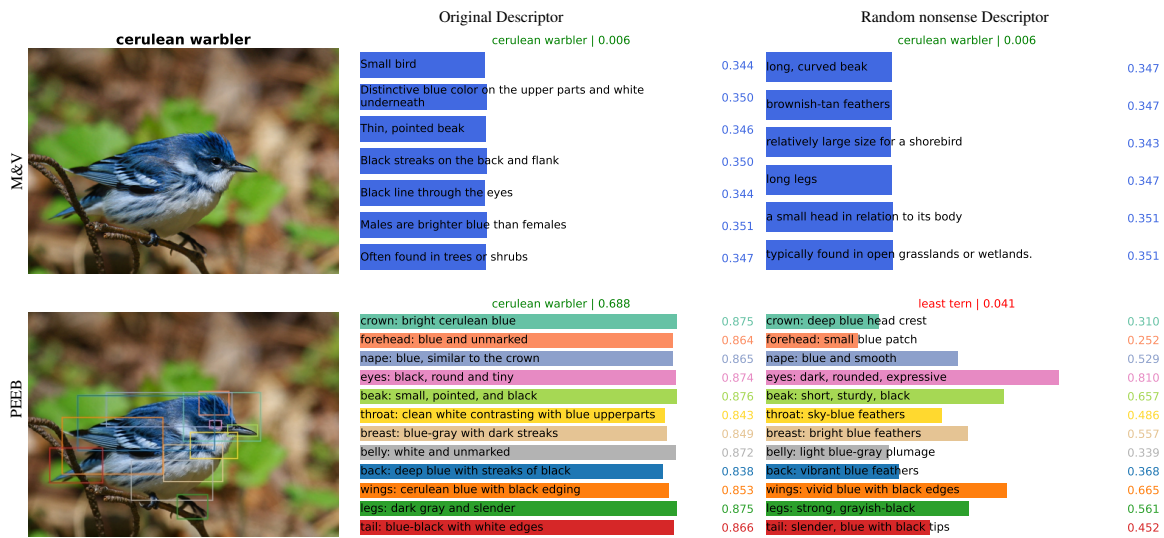 Original Descriptor
Random nonsense Descriptor
cerulean warbler
cerulean warbler | 0.006
cerulean warbler | 0.006
M&V
Small bird 0.344
Distinctive blue color on the upper parts and white
underneath 0.350
Thin, pointed beak 0.346
Black streaks on the back and flank 0.350
Black line through the eyes 0.344
Males are brighter blue than females 0.351
Often found in trees or shrubs 0.347
long, curved beak 0.347
brownish-tan feathers 0.347
relatively large size for a shorebird 0.343
long legs 0.347
a small head in relation to its body 0.351
typically found in open grasslands or wetlands. 0.351
PEEB
cerulean warbler | 0.688
crown: bright cerulean blue 0.875
forehead: blue and unmarked 0.864
nape: blue, similar to the crown 0.865
eyes: black, round and tiny 0.874
beak: small, pointed, and black 0.876
throat: clean white contrasting with blue upperparts 0.843
breast: blue-gray with dark streaks 0.849
belly: white and unmarked 0.872
back: deep blue with streaks of black 0.838
wings: cerulean blue with black edging 0.853
legs: dark gray and slender 0.875
tail: blue-black with white edges 0.866
least tern | 0.041
crown: deep blue head crest 0.310
forehead: small blue patch 0.252
nape: blue and smooth 0.529
eyes: dark, rounded, expressive 0.810
beak: short, sturdy, black 0.657
throat: sky-blue feathers 0.486
breast: bright blue feathers 0.557
belly: light blue-gray plumage 0.339
back: vibrant blue feathers 0.368
wings: vivid blue with black edges 0.665
legs: strong, grayish-black 0.561
tail: slender, blue with black tips 0.452